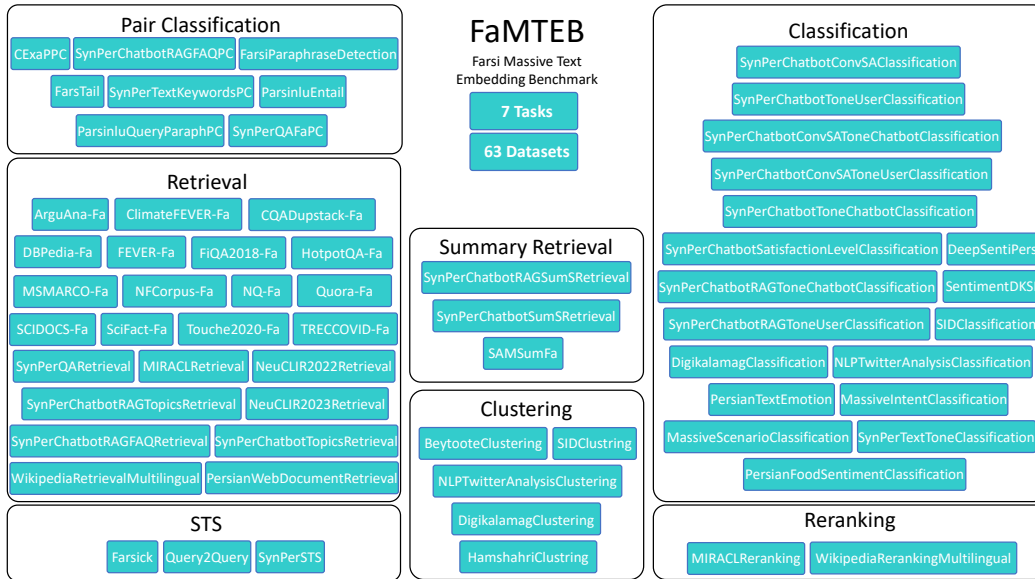 Pair Classification
CExaPPC SynPerChatbotRAGFAQPC FarsiParaphraseDetection
FarsTail SynPerTextKeywordsPC ParsinluEntail
ParsinluQueryParaphPC SynPerQAFaPC
FaMTEB
Farsi Massive Text
Embedding Benchmark
7 Tasks
63 Datasets
Retrieval
ArguAna-Fa ClimateFEVER-Fa CQADupstack-Fa
DBPedia-Fa FEVER-Fa FiQA2018-Fa HotpotQA-Fa
MSMARCO-Fa NFCorpus-Fa NQ-Fa Quora-Fa
SCIDOCS-Fa SciFact-Fa Touche2020-Fa TRECCOVID-Fa
SynPerQARetrieval MIRACLRetrieval NeuCLIR2022Retrieval
SynPerChatbotRAGTopicsRetrieval NeuCLIR2023Retrieval
SynPerChatbotRAGFAQRetrieval SynPerChatbotTopicsRetrieval
WikipediaRetrievalMultilingual PersianWebDocumentRetrieval
STS
Farsick Query2Query SynPerSTS
Summary Retrieval
SynPerChatbotRAGSumSRetrieval
SynPerChatbotSumSRetrieval
SAMSumFa
Clustering
BeytooteClustering SIDClustring
NLPTwitterAnalysisClustering
DigikalamagClustering
HamshahriClustring
Classification
SynPerChatbotConvSAClassification
SynPerChatbotToneUserClassification
SynPerChatbotConvSAToneChatbotClassification
SynPerChatbotConvSAToneUserClassification
SynPerChatbotToneChatbotClassification
SynPerChatbotSatisfactionLevelClassification DeepSentiPers
SynPerChatbotRAGToneChatbotClassification SentimentDKSF
SynPerChatbotRAGToneUserClassification SIDClassification
DigikalamagClassification NLPTwitterAnalysisClassification
PersianTextEmotion MassiveIntentClassification
MassiveScenarioClassification SynPerTextToneClassification
PersianFoodSentimentClassification
Reranking
MIRACLReranking WikipediaRerankingMultilingual